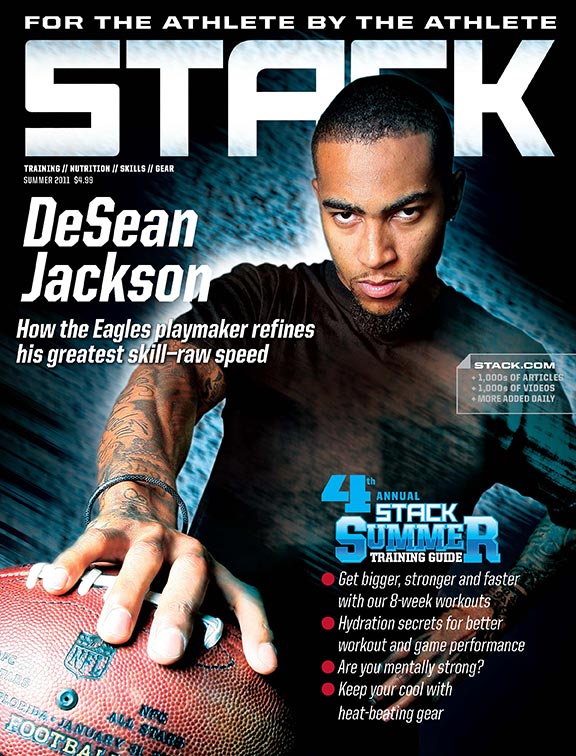 FOR THE ATHLETE BY THE ATHLETE
STACK
TRAINING // NUTRITION // SKILLS // GEAR
SUMMER 2011 $4.99
DeSean
Jackson
How the Eagles playmaker refines
his greatest skill–raw speed
STACK.COM
• 1,000s OF ARTICLES
• 1,000s OF VIDEOS
• MORE ADDED DAILY
4th ANNUAL
STACK
SUMMER
TRAINING GUIDE
Get bigger, stronger and faster
with our 8-week workouts
Hydration secrets for better
workout and game performance
Are you mentally strong?
Keep your cool with
heat-beating gear
NFL
NFC
ALL STARS
JANUARY
FOOTBALL